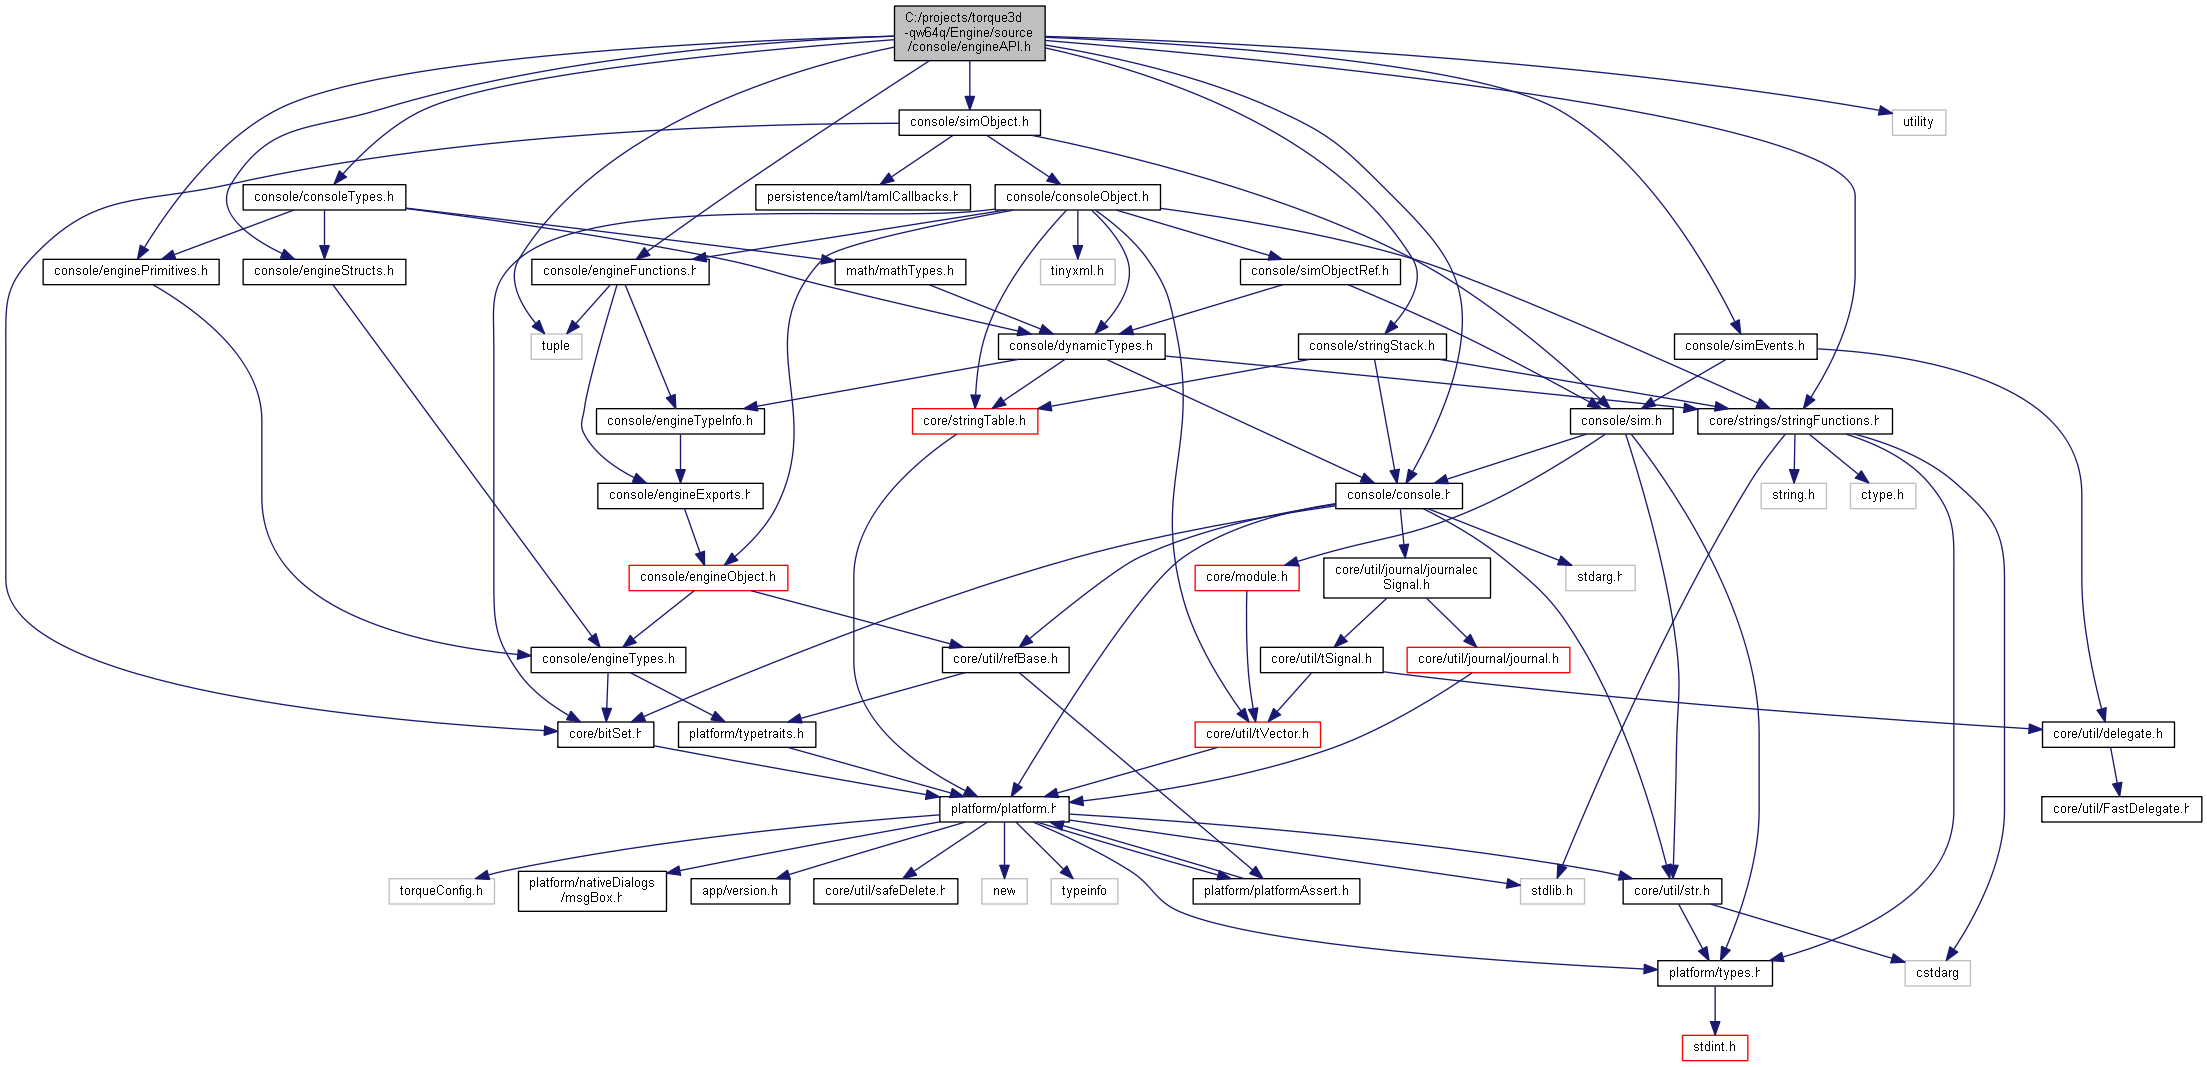 C:/projects/torque3d
-qw64q/Engine/source
/console/engineAPI.h
console/simObject.h
utility
console/consoleTypes.h
persistence/taml/tamlCallbacks.h
console/consoleObject.h
console/enginePrimitives.h
console/engineStructs.h
console/engineFunctions.h
math/mathTypes.h
tinyxml.h
console/simObjectRef.h
tuple
console/dynamicTypes.h
console/stringStack.h
console/simEvents.h
console/engineTypeInfo.h
core/stringTable.h
console/sim.h
core/strings/stringFunctions.h
console/engineExports.h
console/console.h
string.h
ctype.h
console/engineObject.h
core/module.h
core/util/journal/journaled
Signal.h
stdarg.h
console/engineTypes.h
core/util/refBase.h
core/util/tSignal.h
core/util/journal/journal.h
core/bitSet.h
platform/typetraits.h
core/util/tVector.h
core/util/delegate.h
platform/platform.h
core/util/FastDelegate.h
torqueConfig.h
platform/nativeDialogs
/msgBox.h
app/version.h
core/util/safeDelete.h
new
typeinfo
platform/platformAssert.h
stdlib.h
core/util/str.h
platform/types.h
cstdarg
stdint.h